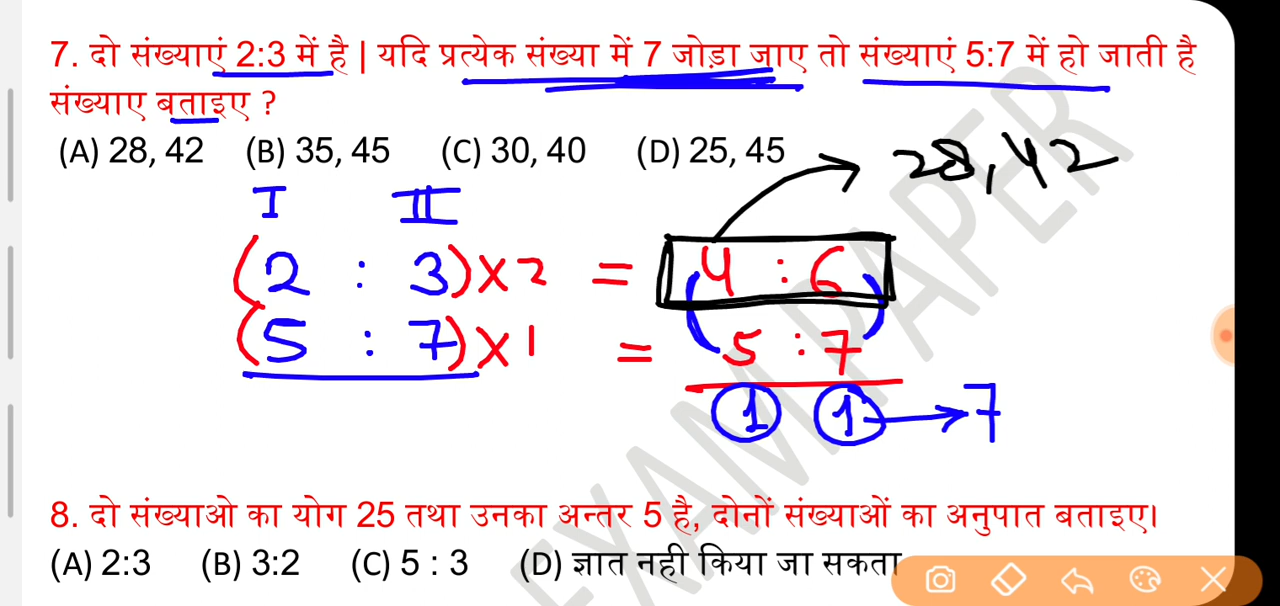 7. दो संख्याएं 2:3 में है | यदि प्रत्येक संख्या में 7 जोड़ा जाए तो संख्याएं 5:7 में हो जाती है
संख्याए बताइए ?
(A) 28, 42 (B) 35, 45 (C) 30, 40 (D) 25, 45
28, 42
I II
(2 : 3)×2 = 4 : 6
(5 : 7)×1 = 5 : 7
1 1 → 7
EXAM PAPER
8. दो संख्याओ का योग 25 तथा उनका अन्तर 5 है, दोनों संख्याओं का अनुपात बताइए।
(A) 2:3 (B) 3:2 (C) 5 : 3 (D) ज्ञात नही किया जा सकता